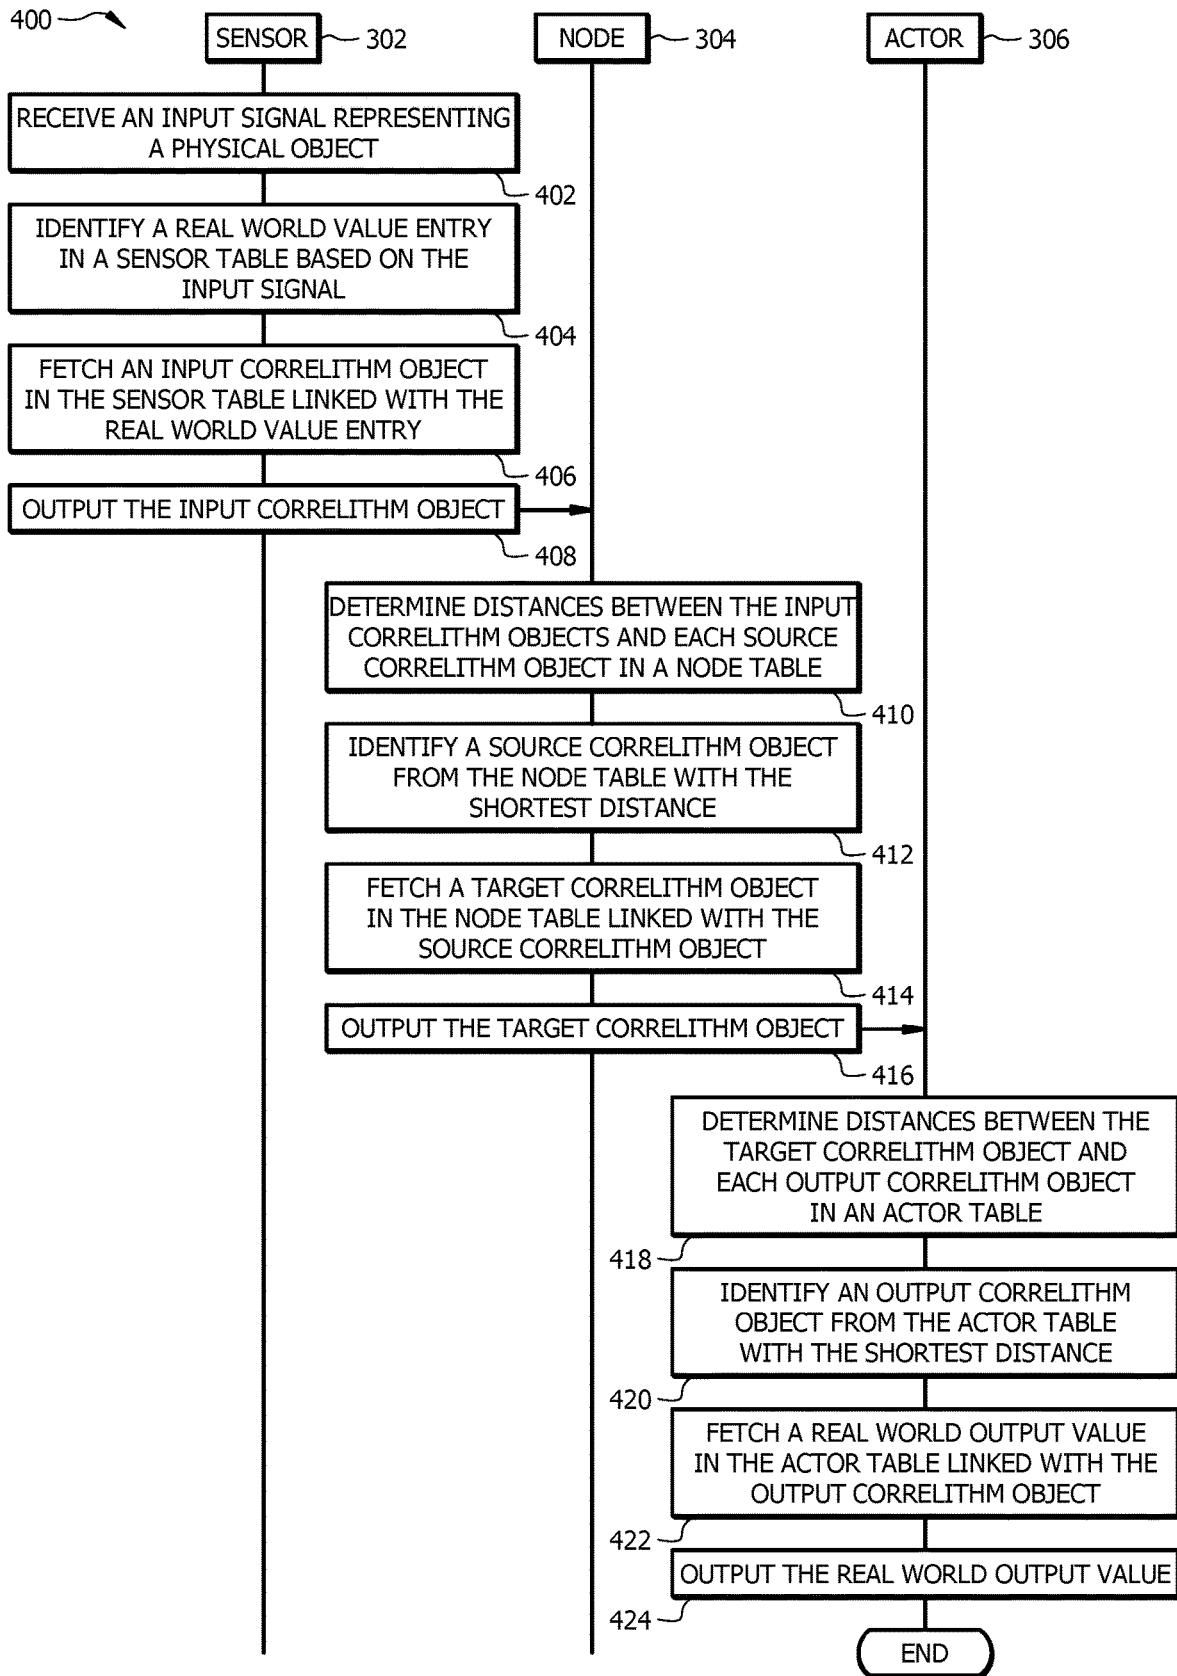 400
SENSOR
302
NODE
304
ACTOR
306
RECEIVE AN INPUT SIGNAL REPRESENTING
A PHYSICAL OBJECT
402
IDENTIFY A REAL WORLD VALUE ENTRY
IN A SENSOR TABLE BASED ON THE
INPUT SIGNAL
404
FETCH AN INPUT CORRELITHM OBJECT
IN THE SENSOR TABLE LINKED WITH THE
REAL WORLD VALUE ENTRY
406
OUTPUT THE INPUT CORRELITHM OBJECT
408
DETERMINE DISTANCES BETWEEN THE INPUT
CORRELITHM OBJECTS AND EACH SOURCE
CORRELITHM OBJECT IN A NODE TABLE
410
IDENTIFY A SOURCE CORRELITHM OBJECT
FROM THE NODE TABLE WITH THE
SHORTEST DISTANCE
412
FETCH A TARGET CORRELITHM OBJECT
IN THE NODE TABLE LINKED WITH THE
SOURCE CORRELITHM OBJECT
414
OUTPUT THE TARGET CORRELITHM OBJECT
416
DETERMINE DISTANCES BETWEEN THE
TARGET CORRELITHM OBJECT AND
EACH OUTPUT CORRELITHM OBJECT
IN AN ACTOR TABLE
418
IDENTIFY AN OUTPUT CORRELITHM
OBJECT FROM THE ACTOR TABLE
WITH THE SHORTEST DISTANCE
420
FETCH A REAL WORLD OUTPUT VALUE
IN THE ACTOR TABLE LINKED WITH THE
OUTPUT CORRELITHM OBJECT
422
OUTPUT THE REAL WORLD OUTPUT VALUE
424
END